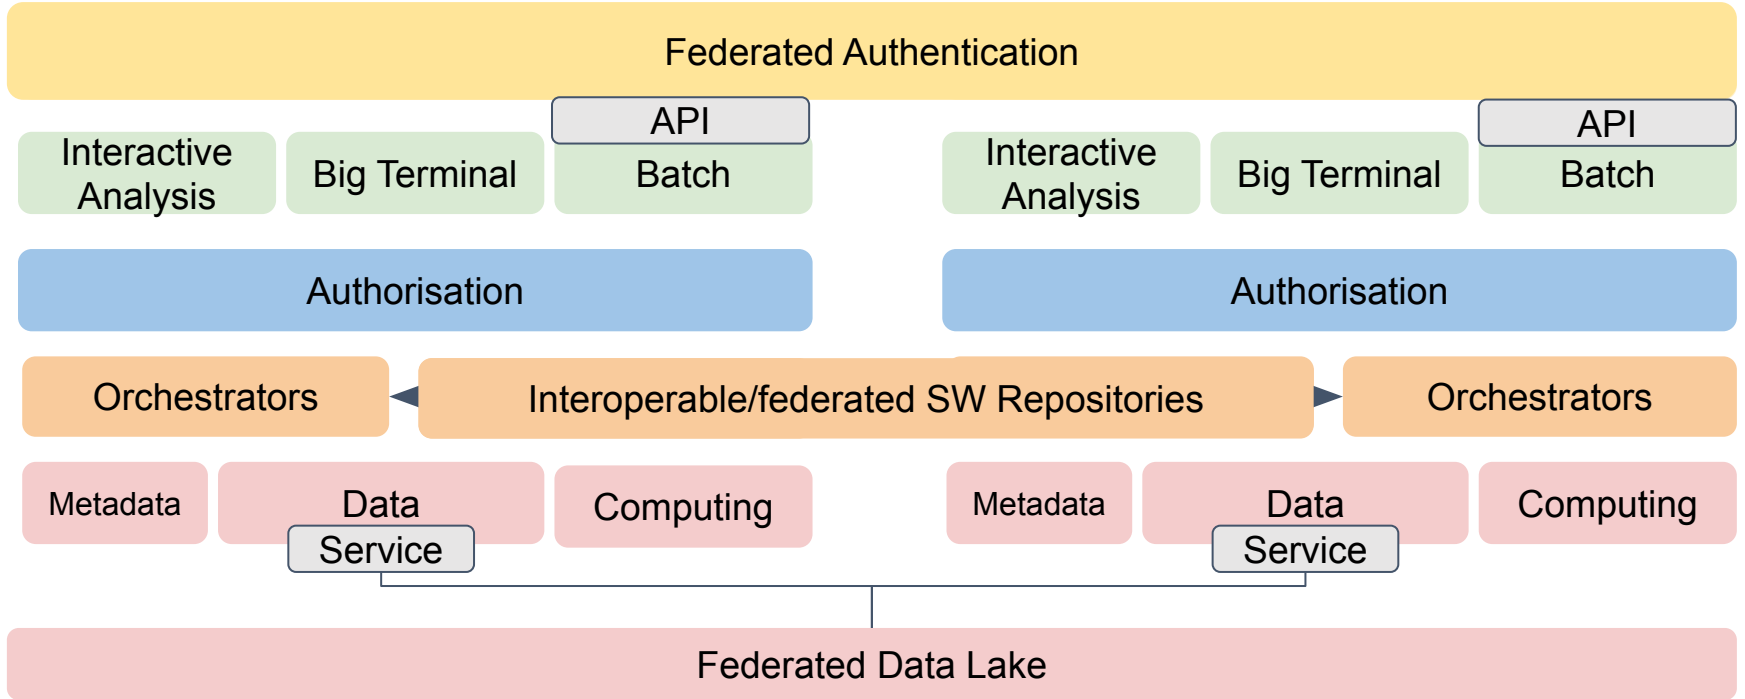 Federated Authentication
API
API
Interactive
Analysis
Big Terminal
Batch
Interactive
Analysis
Big Terminal
Batch
Authorisation
Authorisation
Orchestrators
Interoperable/federated SW Repositories
Orchestrators
Metadata
Data
Computing
Metadata
Data
Computing
Service
Service
Federated Data Lake